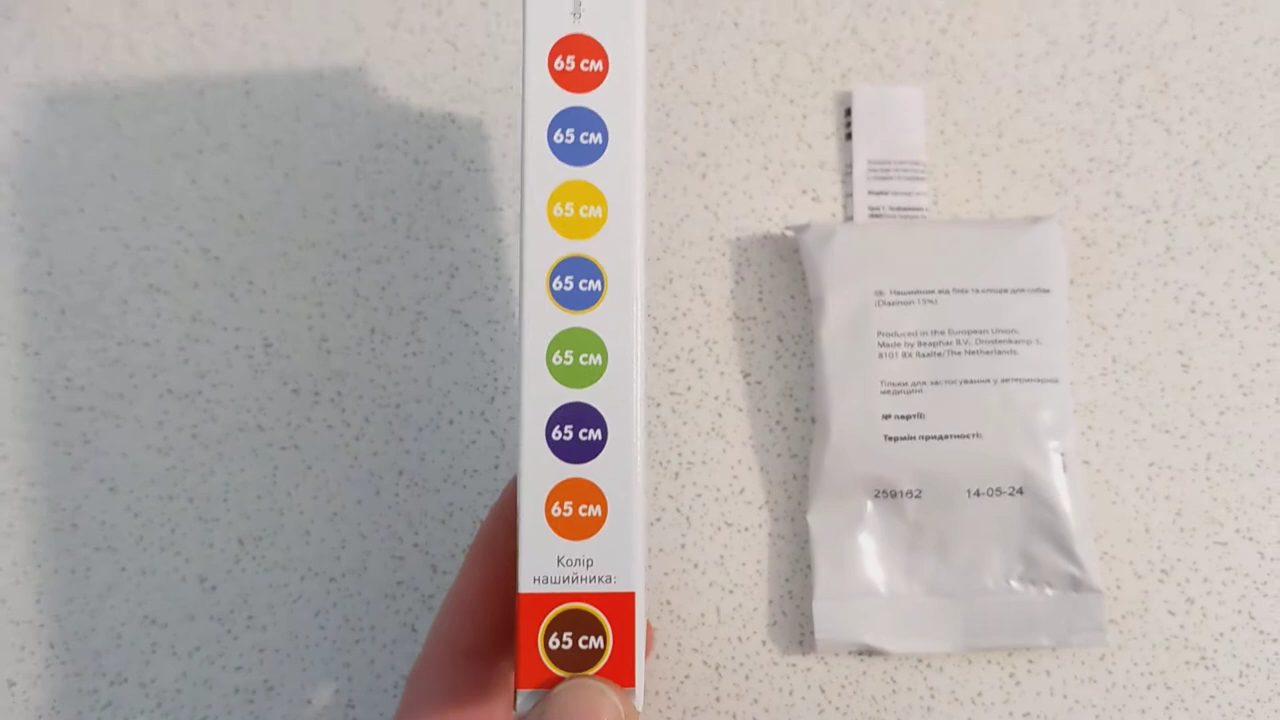 65 см
65 см
65 см
65 см
65 см
65 см
65 см
Колір
нашийника:
65 см
Нашийник від бліх та кліщів для собак
(Diazinon 15%)
Produced in the European Union.
Made by Beaphar B.V., Drostenkamp 3,
8101 BX Raalte/The Netherlands.
Тільки для застосування у ветеринарній
медицині.
№ партії:
Термін придатності:
259182 14-05-24